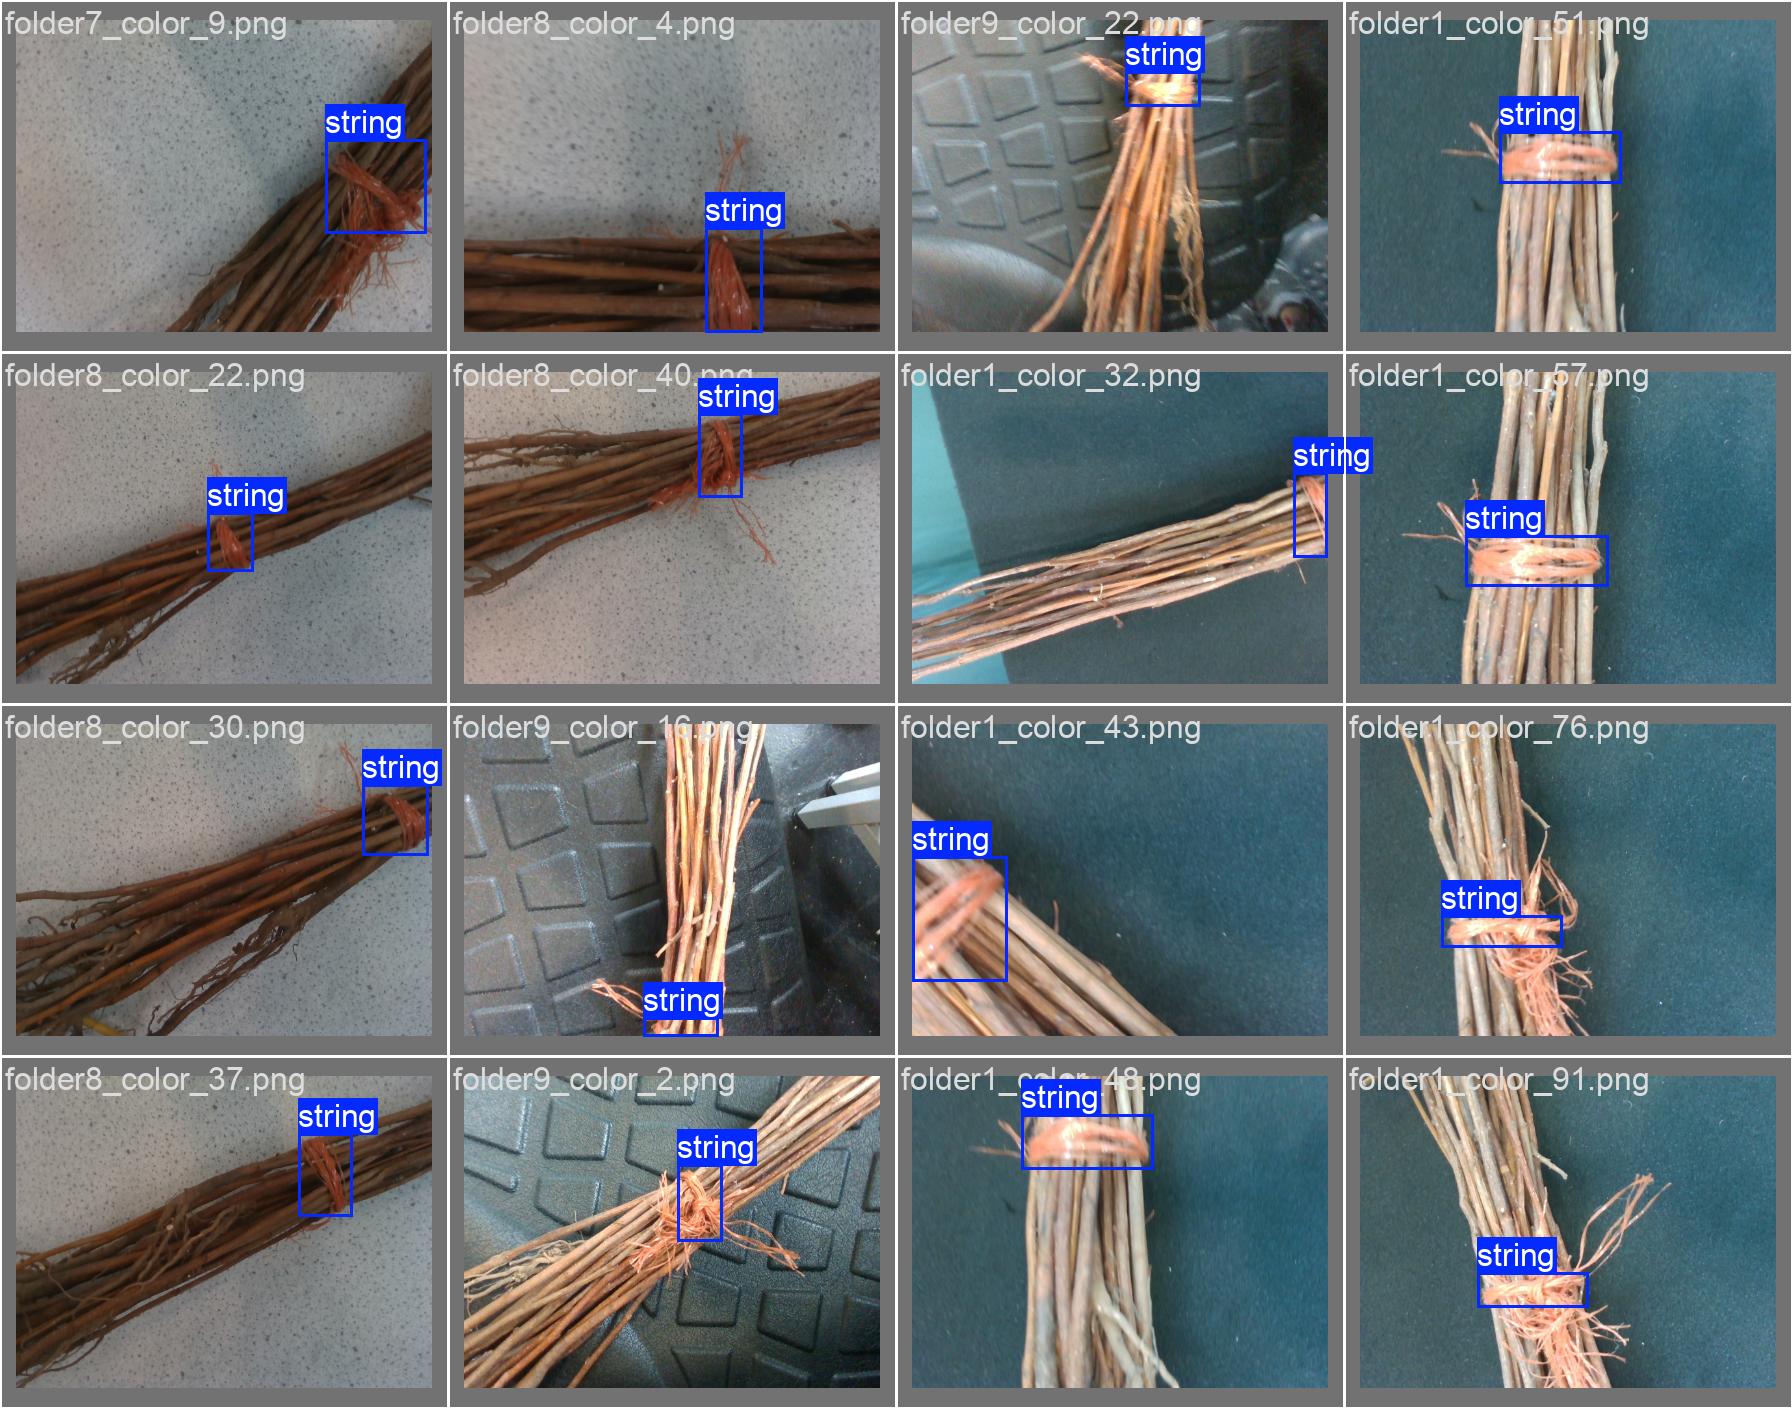 folder7_color_9.png
string
folder8_color_4.png
string
folder9_color_22.png
string
folder1_color_51.png
string
folder8_color_22.png
string
folder8_color_40.png
string
folder1_color_32.png
string
folder1_color_57.png
string
folder8_color_30.png
string
folder9_color_16.png
string
folder1_color_43.png
string
folder1_color_76.png
string
folder8_color_37.png
string
folder9_color_2.png
string
folder1_color_48.png
string
folder1_color_91.png
string